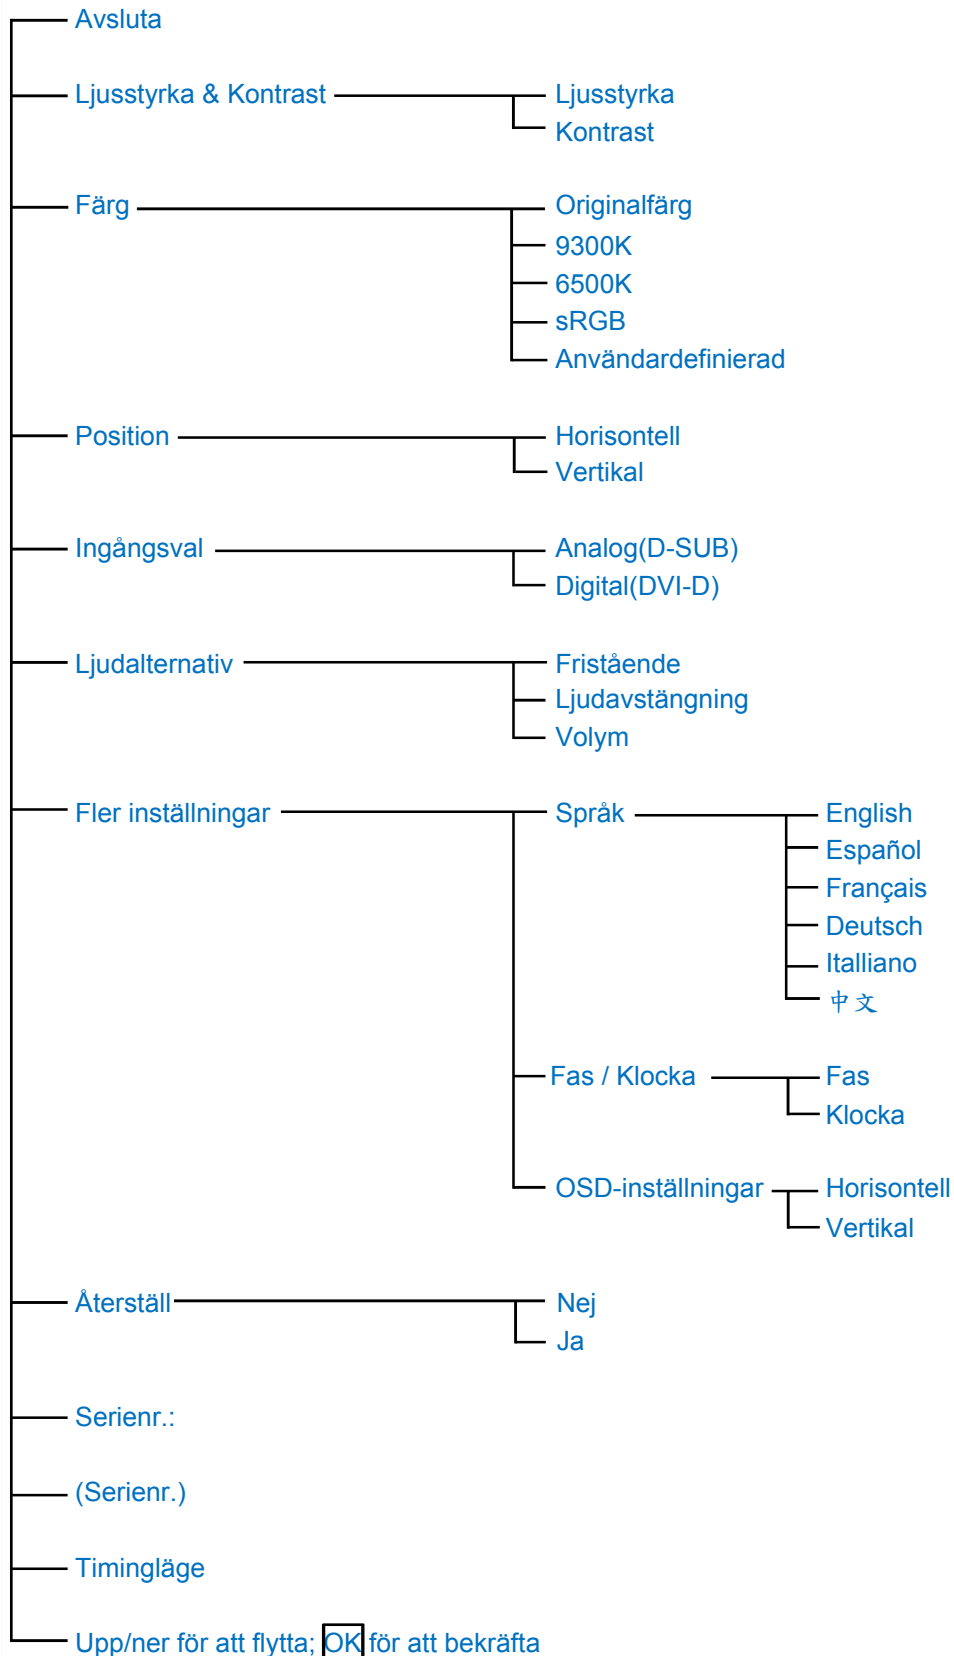 Avsluta
Ljusstyrka & Kontrast Ljusstyrka
Kontrast
Färg Originalfärg
9300K
6500K
sRGB
Användardefinierad
Position Horisontell
Vertikal
Ingångsval Analog(D-SUB)
Digital(DVI-D)
Ljudalternativ Fristående
Ljudavstängning
Volym
Fler inställningar Språk English
Español
Français
Deutsch
Italliano
中文
Fas / Klocka Fas
Klocka
OSD-inställningar Horisontell
Vertikal
Återställ Nej
Ja
Serienr.:
(Serienr.)
Timingläge
Upp/ner för att flytta; OK för att bekräfta